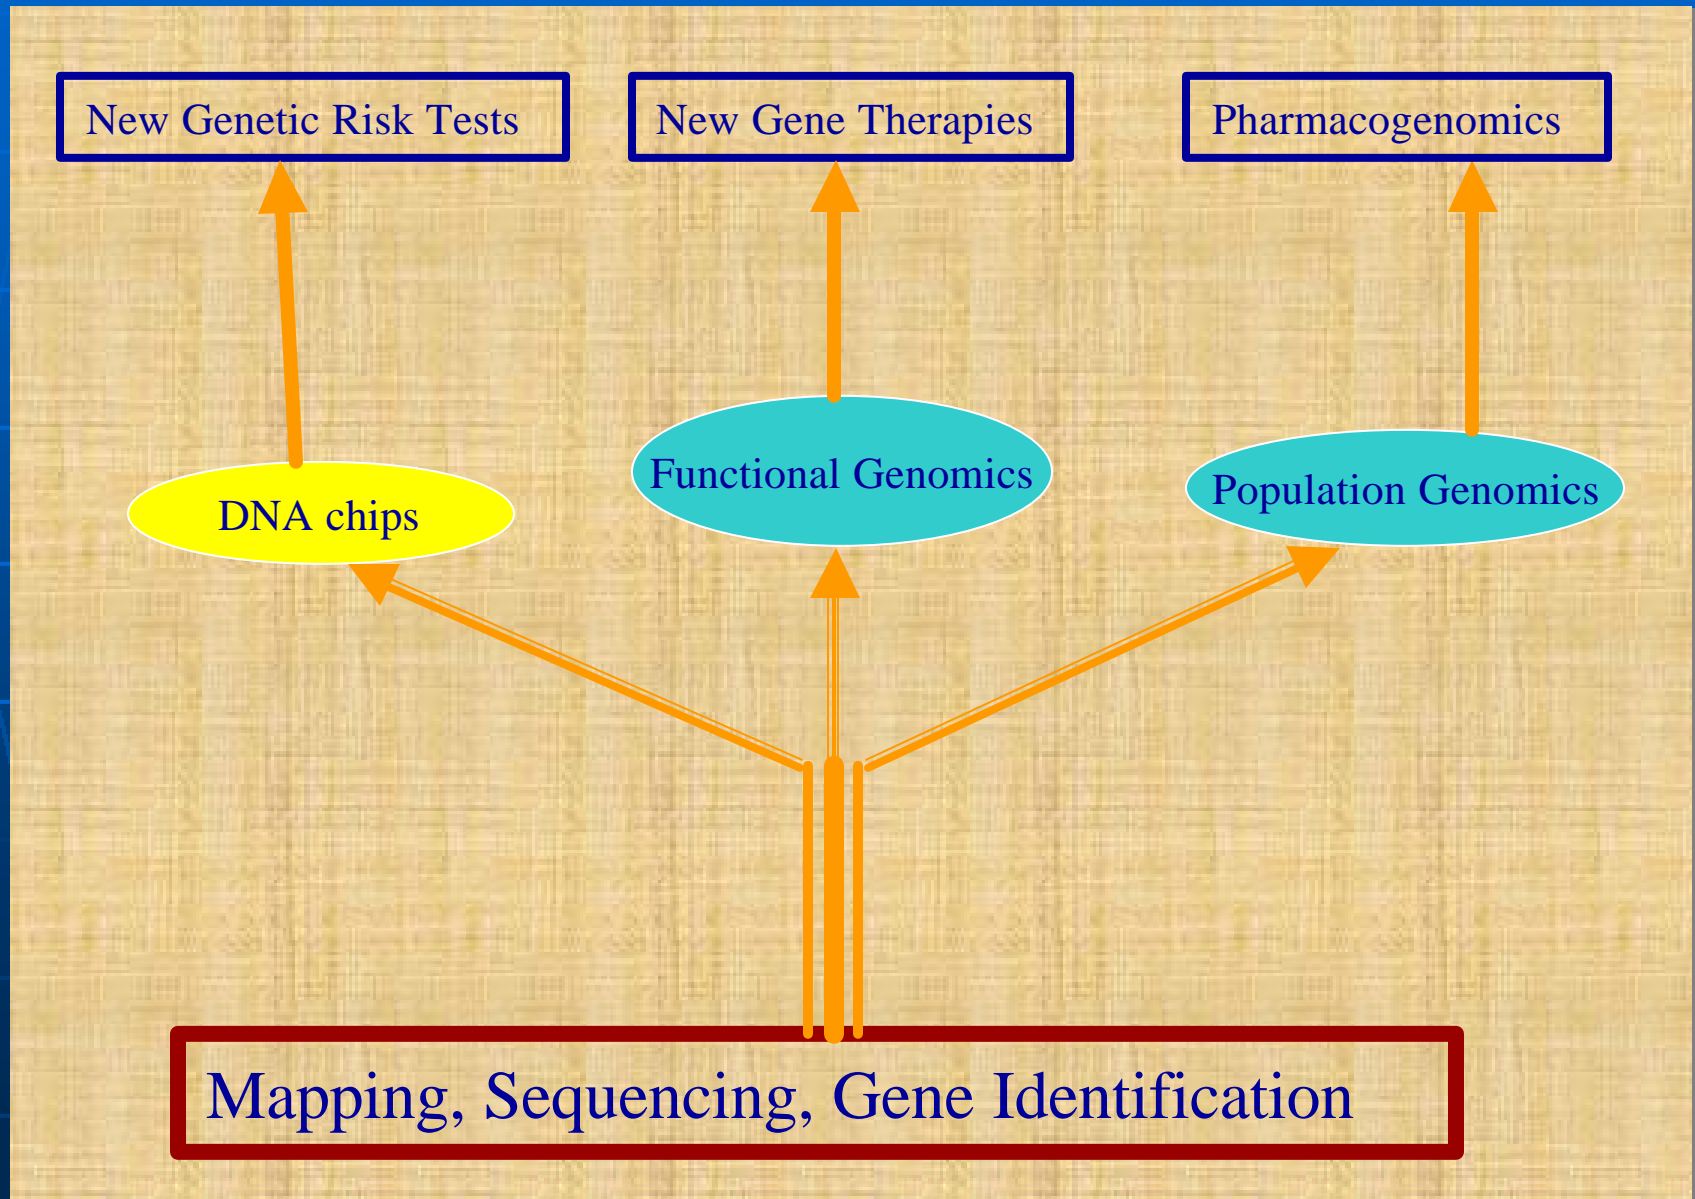 New Genetic Risk Tests
New Gene Therapies
Pharmacogenomics
DNA chips
Functional Genomics
Population Genomics
Mapping, Sequencing, Gene Identification